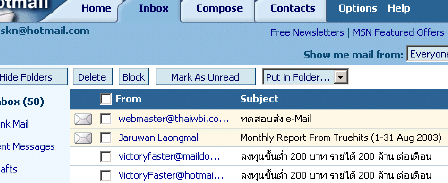 Hotmail
Home Inbox Compose Contacts Options Help
skn@hotmail.com
Free Newsletters | MSN Featured Offers
Show me mail from: Everyone
Hide Folders Delete Block Mark As Unread Put in Folder...
nbox (50) From Subject
nk Mail webmaster@thaiwbi.co... ทดสอบส่ง e-Mail
ent Messages Jaruwan Laongmal Monthly Report From Truehits (1-31 Aug 2003)
afts VictoryFaster@maildo... ลงทุนขั้นต่ำ 200 บาท รายได้ 200 ล้าน ต่อเดือน
VictoryFaster@hotmai... ลงทุนขั้นต่ำ 200 บาท รายได้ 200 ล้าน ต่อเดือน